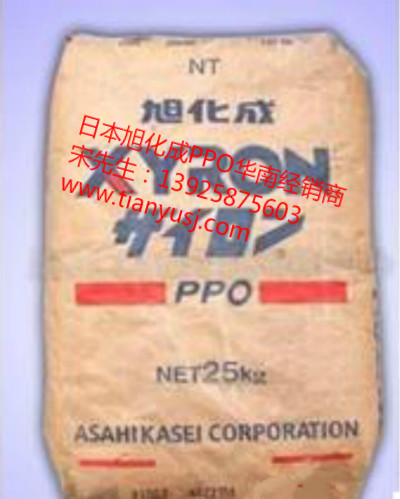 NT
旭化成
日本旭化成PPO华南经销商
宋先生：13925875603
www.tianyusj.com
XYRON
ザイロン
PPO
NET25kg
ASAHI KASEI CORPORATION